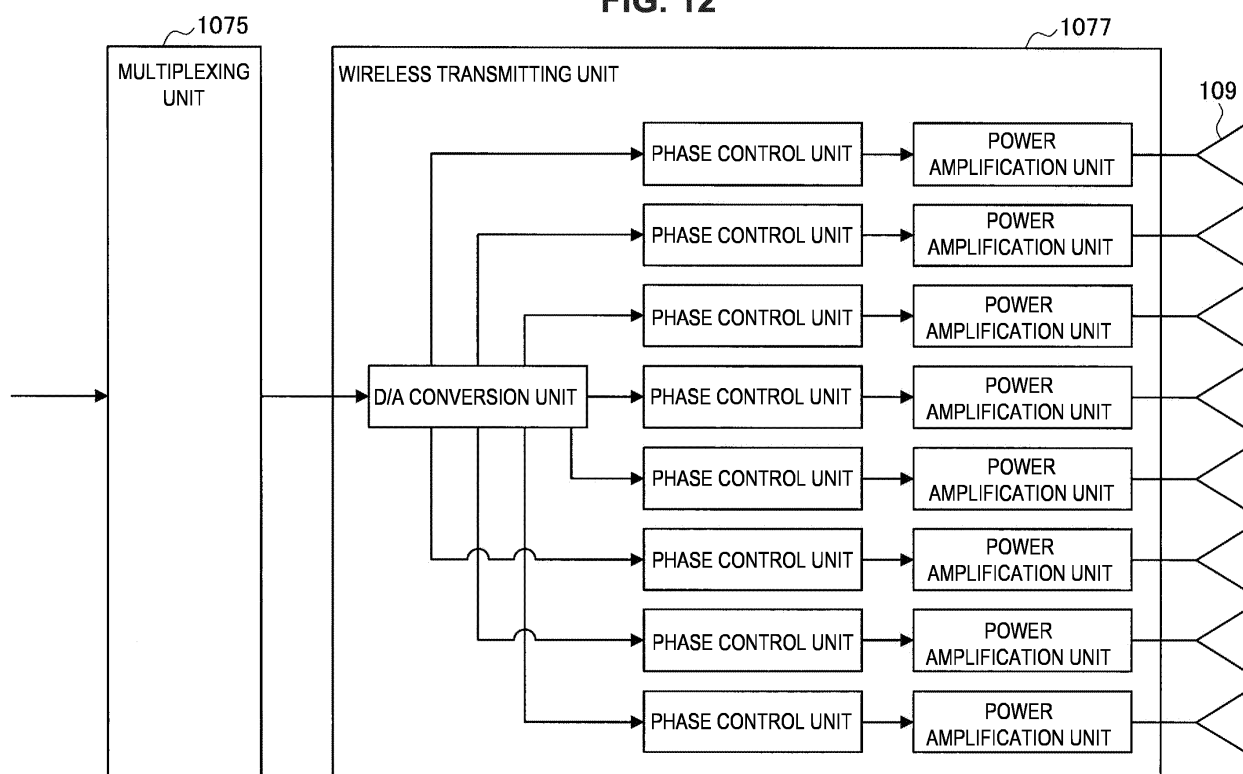 FIG. 12
1075
1077
MULTIPLEXING
UNIT
WIRELESS TRANSMITTING UNIT
109
PHASE CONTROL UNIT
POWER
AMPLIFICATION UNIT
PHASE CONTROL UNIT
POWER
AMPLIFICATION UNIT
PHASE CONTROL UNIT
POWER
AMPLIFICATION UNIT
D/A CONVERSION UNIT
PHASE CONTROL UNIT
POWER
AMPLIFICATION UNIT
PHASE CONTROL UNIT
POWER
AMPLIFICATION UNIT
PHASE CONTROL UNIT
POWER
AMPLIFICATION UNIT
PHASE CONTROL UNIT
POWER
AMPLIFICATION UNIT
PHASE CONTROL UNIT
POWER
AMPLIFICATION UNIT